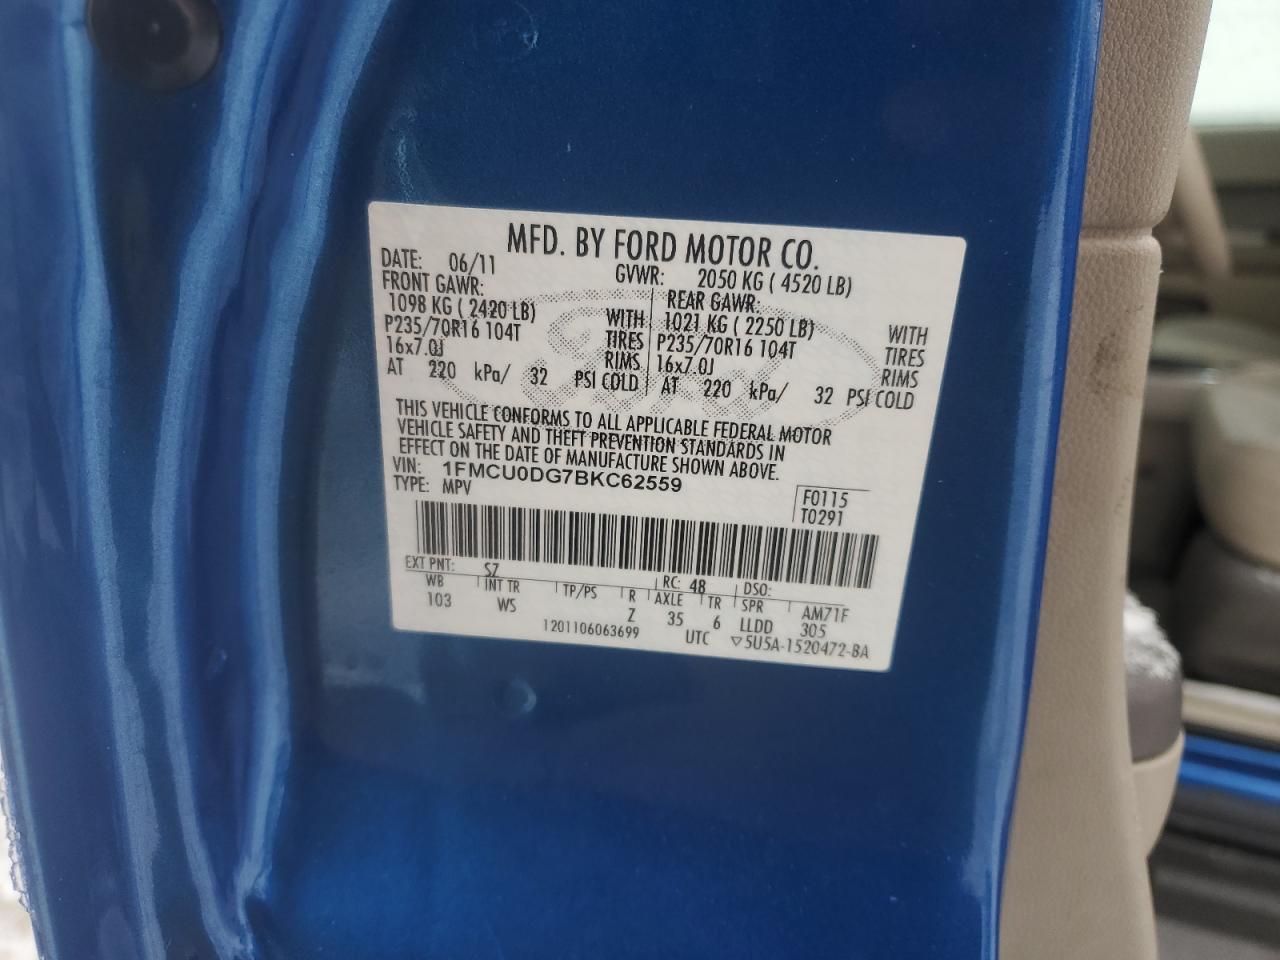 MFD. BY FORD MOTOR CO.
DATE: 06/11 GVWR: 2050 KG ( 4520 LB)
FRONT GAWR: REAR GAWR:
1098 KG ( 2420 LB) WITH 1021 KG ( 2250 LB) WITH
P235/70R16 104T TIRES P235/70R16 104T TIRES
16x7.0J RIMS 16x7.0J RIMS
AT 220 kPa/ 32 PSI COLD AT 220 kPa/ 32 PSI COLD
THIS VEHICLE CONFORMS TO ALL APPLICABLE FEDERAL MOTOR
VEHICLE SAFETY AND THEFT PREVENTION STANDARDS IN
EFFECT ON THE DATE OF MANUFACTURE SHOWN ABOVE.
VIN: 1FMCU0DG7BKC62559
TYPE: MPV F0115
T0291
EXT PNT: SZ RC: 48 DSO:
WB INT TR TP/PS R AXLE TR SPR AM71F
103 WS Z 35 6 LLDD 305
1201106063699 UTC ▽5U5A-1520472-BA